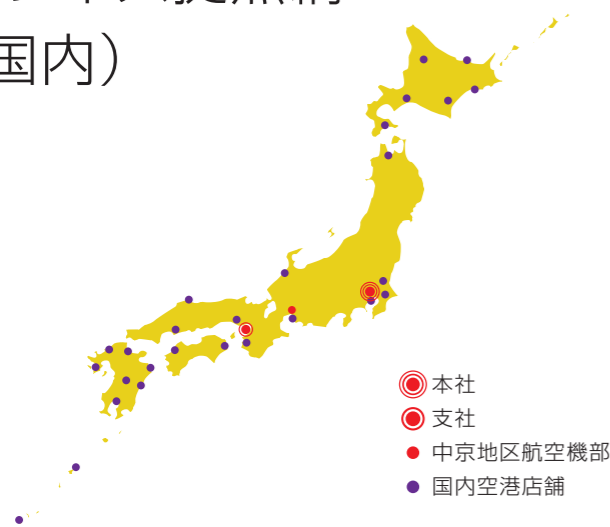 国内）
本社
支社
中京地区航空機部
国内空港店舗